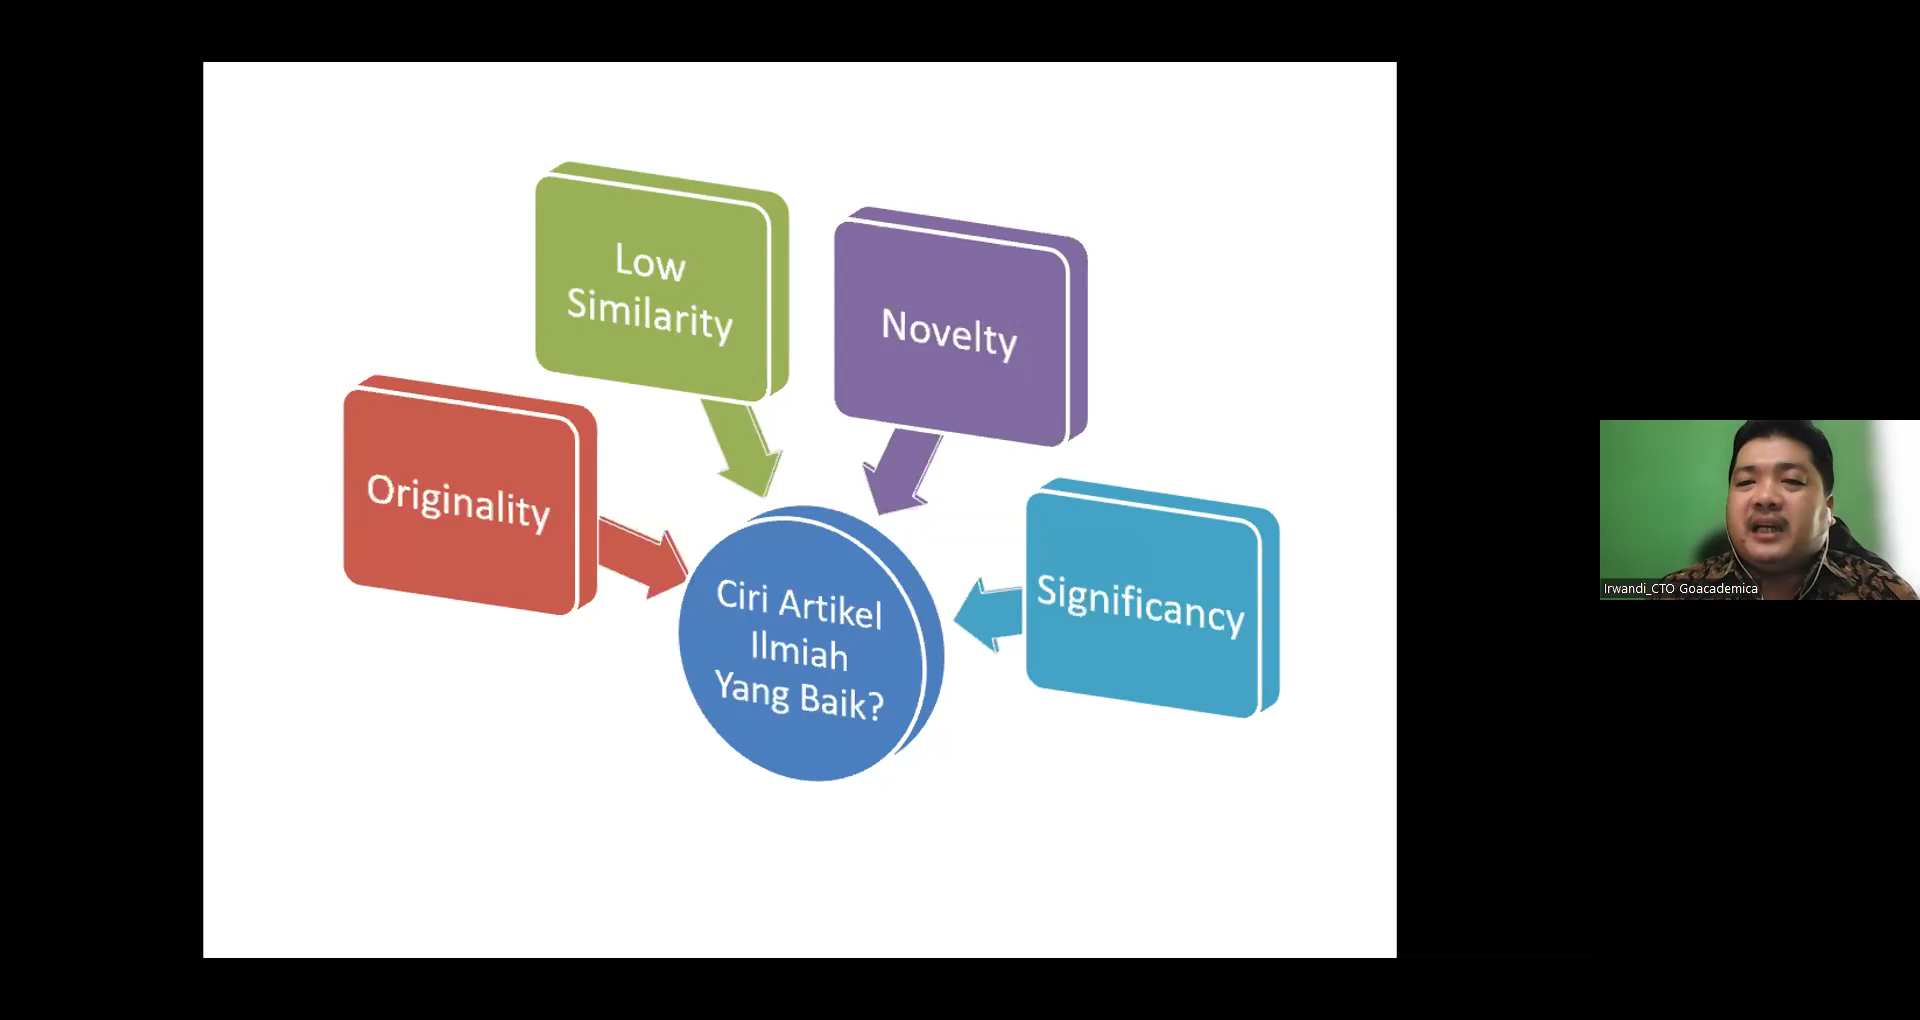 Low
Similarity
Novelty
Originality
Significancy
Ciri Artikel
Ilmiah
Yang Baik?
Irwandi_CTO Goacademica